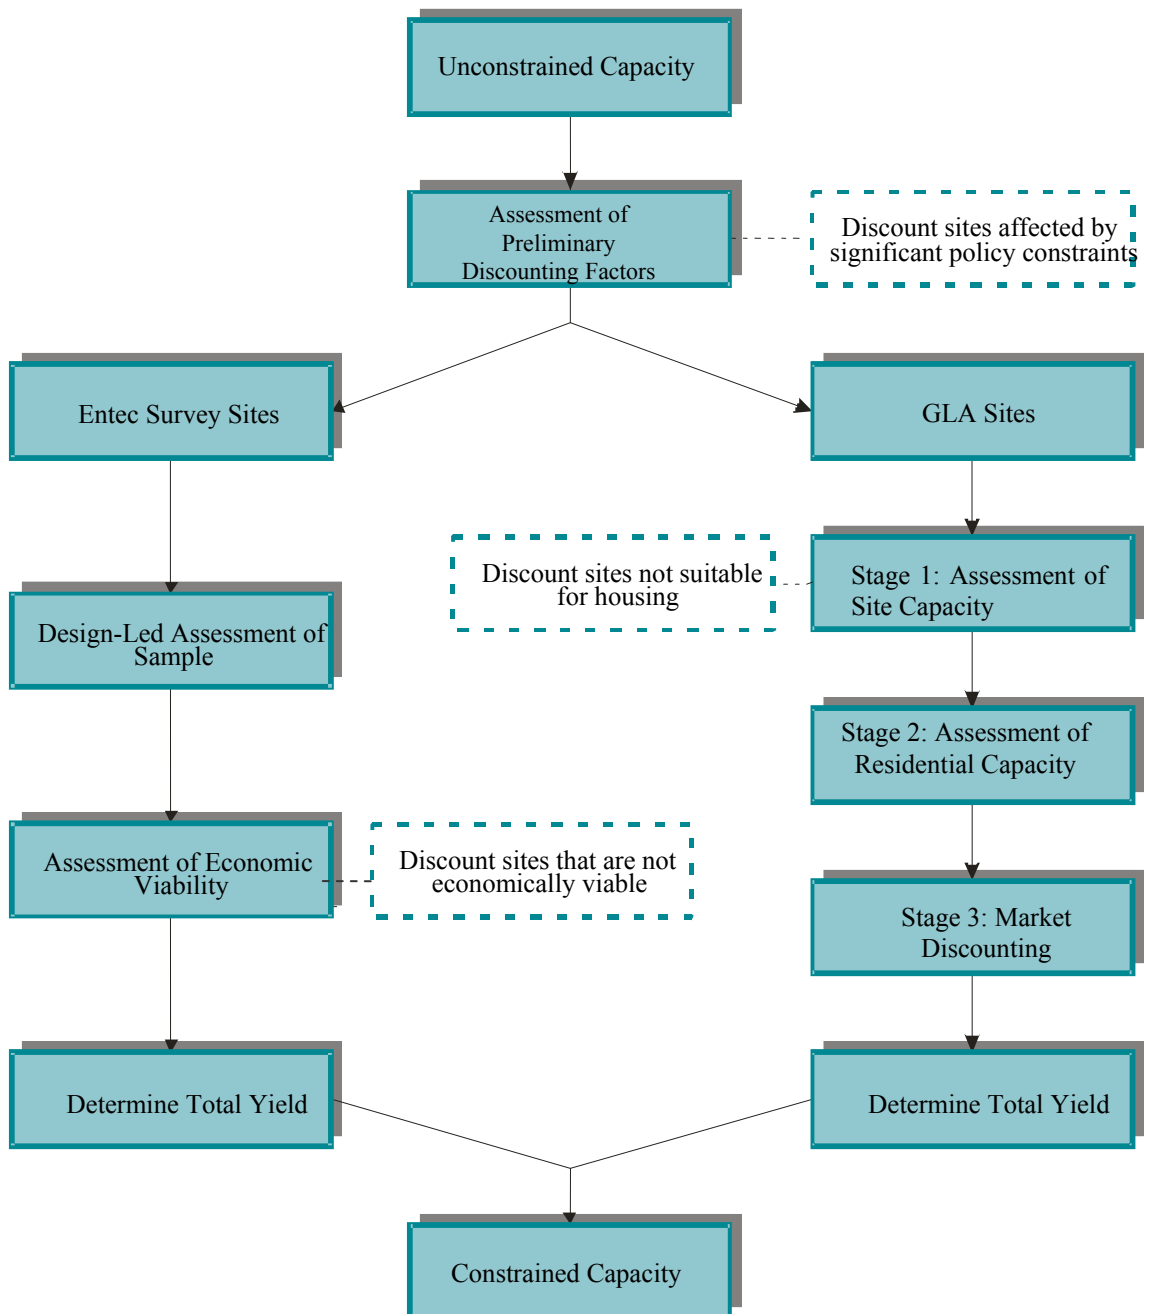 Unconstrained Capacity
Assessment of
Preliminary
Discounting Factors
Discount sites affected by
significant policy constraints
Entec Survey Sites
GLA Sites
Discount sites not suitable
for housing
Stage 1: Assessment of
Site Capacity
Design-Led Assessment of
Sample
Stage 2: Assessment of
Residential Capacity
Assessment of Economic
Viability
Discount sites that are not
economically viable
Stage 3: Market
Discounting
Determine Total Yield
Determine Total Yield
Constrained Capacity